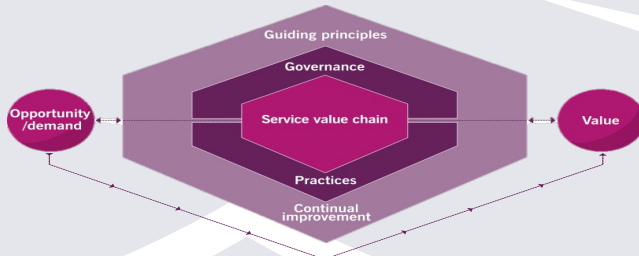 Guiding principles
Governance
Opportunity
/demand
Service value chain
Value
Practices
Continual
improvement